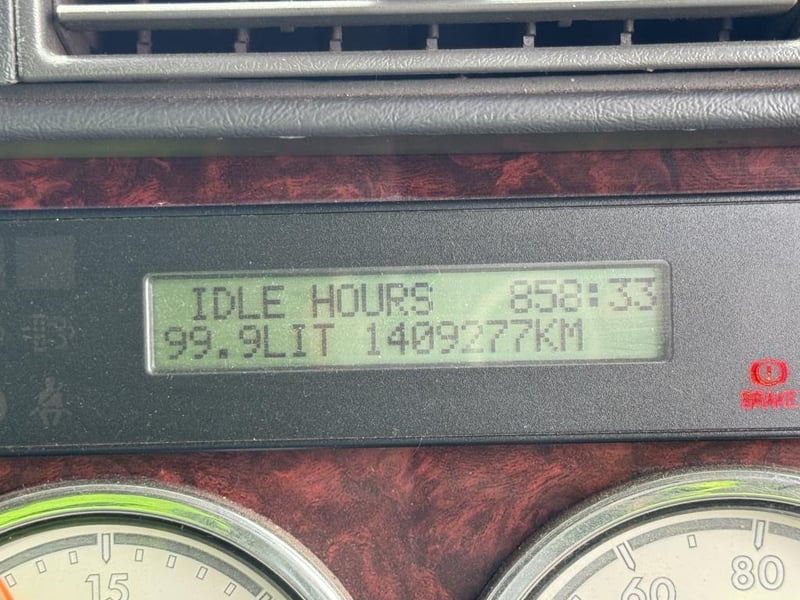 IDLE HOURS 858:33
99.9LIT 1409277KM
BRAKE
15
60
80